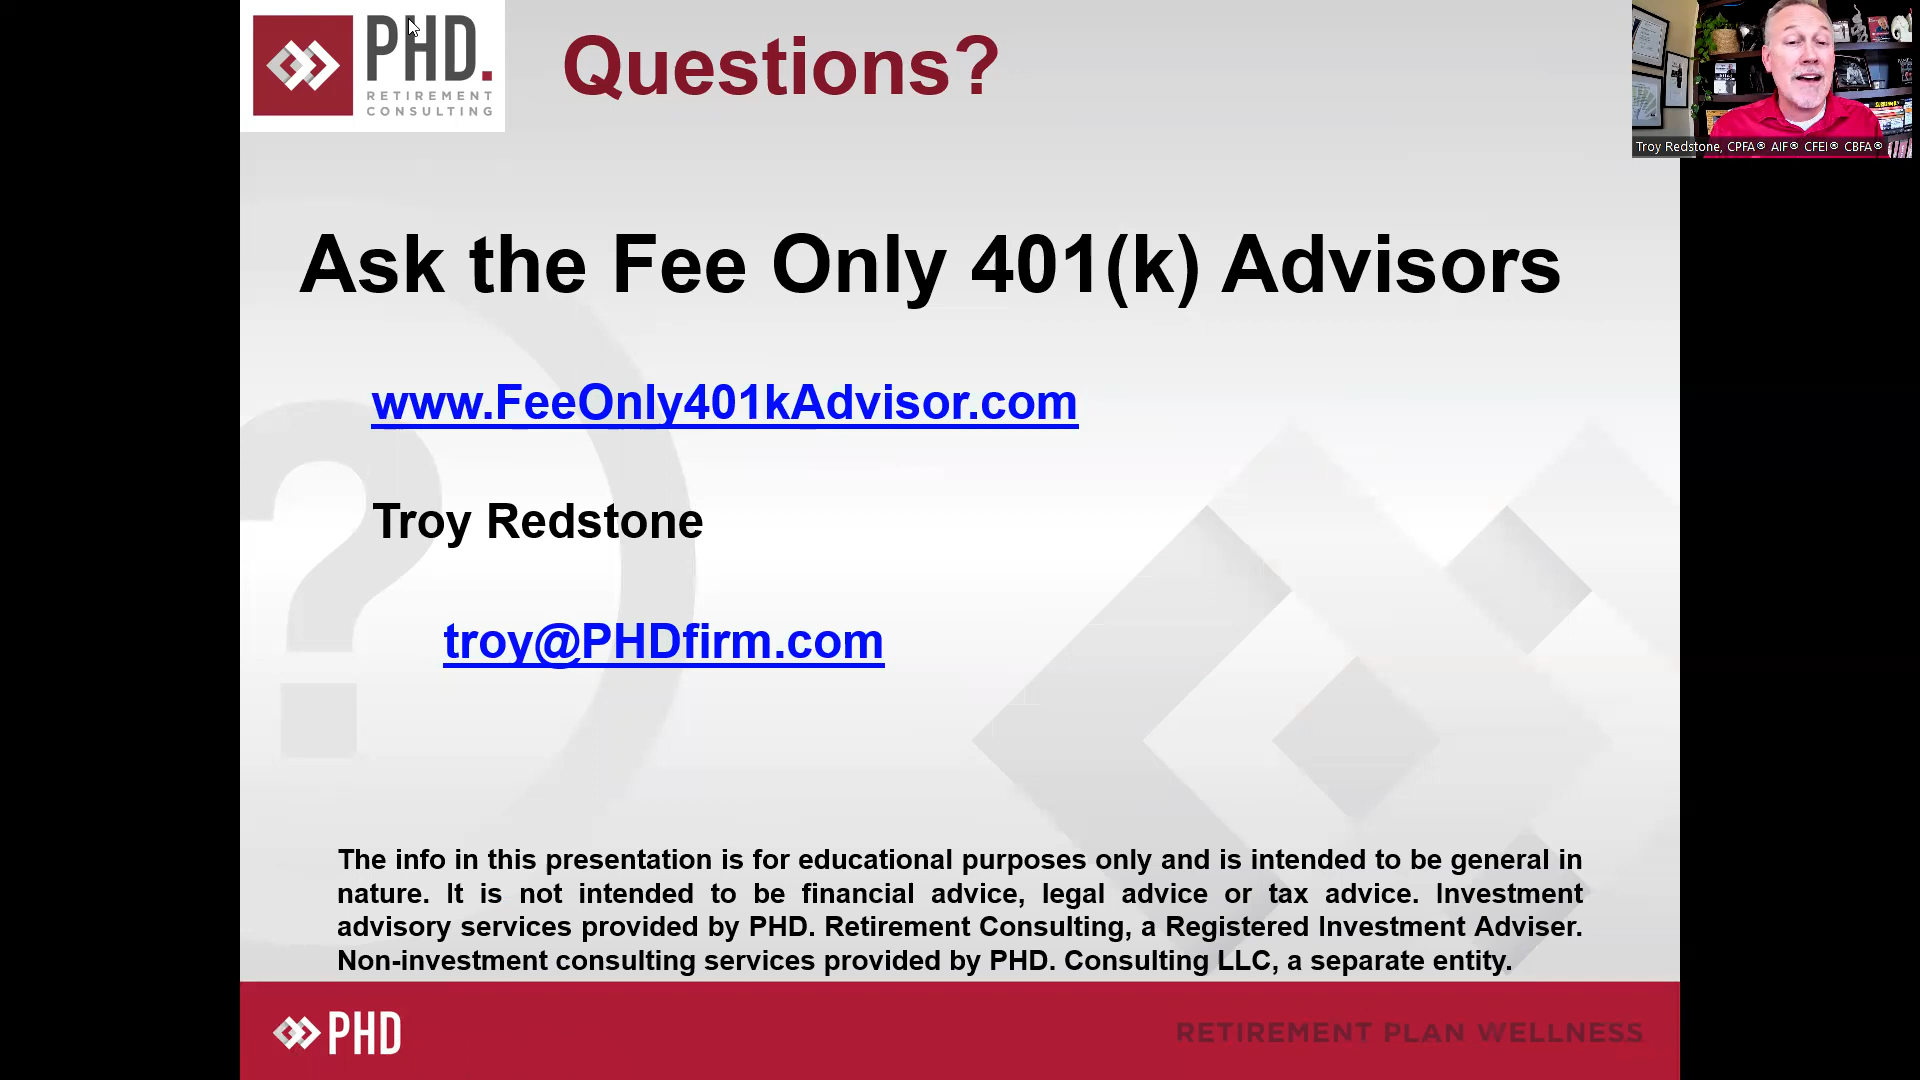 PHD.
RETIREMENT
CONSULTING
Questions?
Troy Redstone, CPFA® AIF® CFEI® CBFA®
Ask the Fee Only 401(k) Advisors
www.FeeOnly401kAdvisor.com
Troy Redstone
troy@PHDfirm.com
The info in this presentation is for educational purposes only and is intended to be general in
nature. It is not intended to be financial advice, legal advice or tax advice. Investment
advisory services provided by PHD. Retirement Consulting, a Registered Investment Adviser.
Non-investment consulting services provided by PHD. Consulting LLC, a separate entity.
PHD
RETIREMENT PLAN WELLNESS